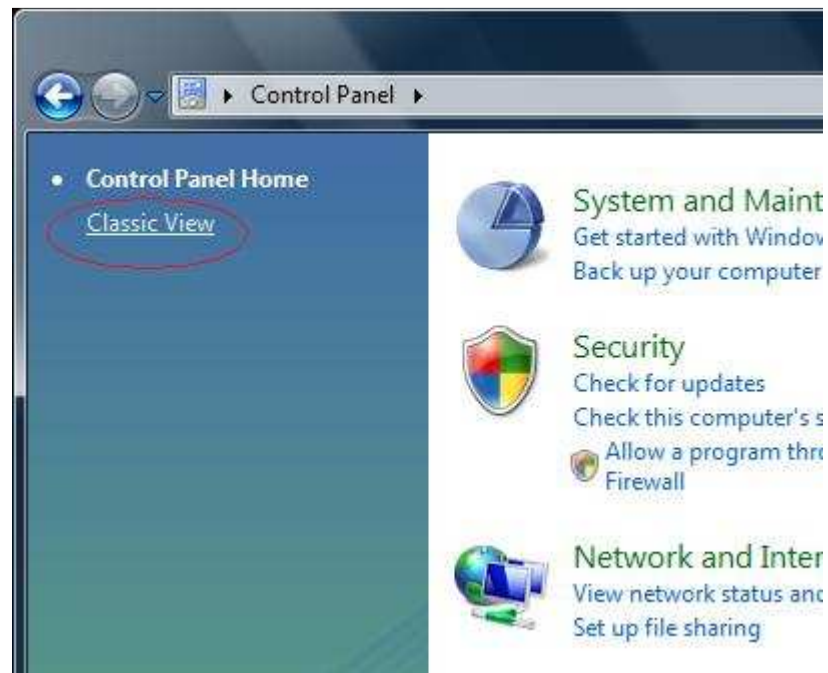 Control Panel
Control Panel Home
Classic View
System and Maint
Get started with Window
Back up your computer
Security
Check for updates
Check this computer's s
Allow a program thro
Firewall
Network and Inter
View network status and
Set up file sharing